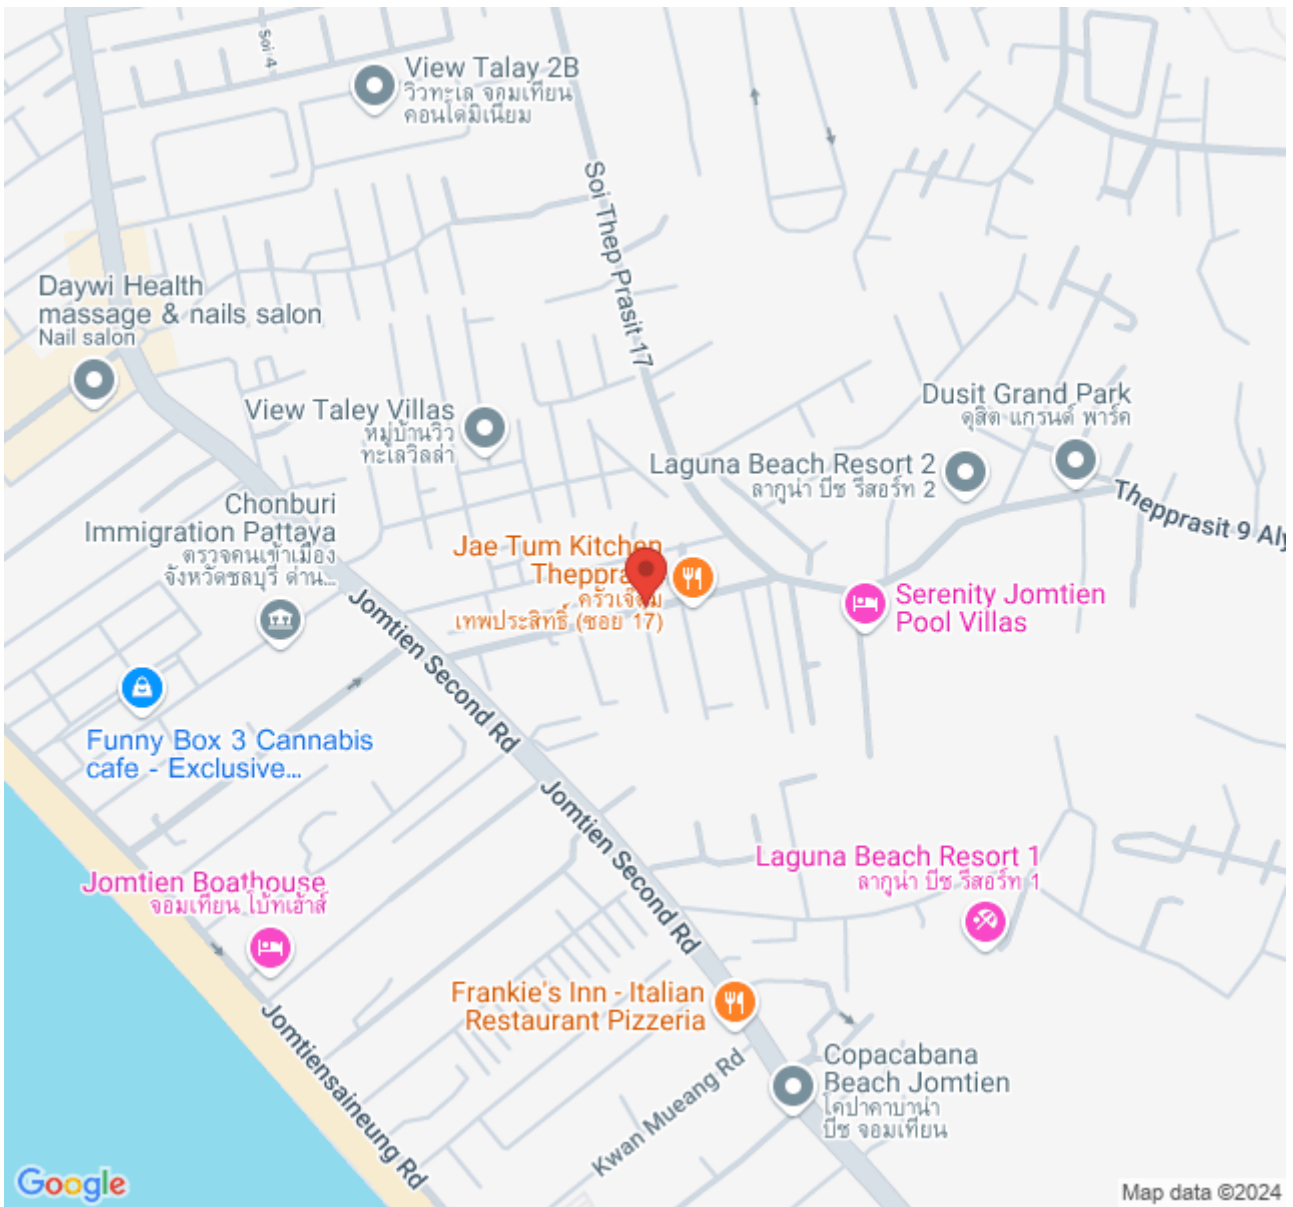 Soi 4
View Talay 2B
วิวทะเล จอมเทียน
คอนโดมิเนียม
Soi Thep Prasit 17
Daywi Health
massage & nails salon
Nail salon
View Taley Villas
หมู่บ้านวิว
ทะเลวิลล่า
Dusit Grand Park
ดุสิต แกรนด์ พาร์ค
Laguna Beach Resort 2
ลากูน่า บีช รีสอร์ท 2
Thepprasit 9 Aly
Chonburi
Immigration Pattaya
ตรวจคนเข้าเมือง
จังหวัดชลบุรี ด่าน...
Jae Tum Kitchen
เทพประสิทธิ์ (ซอย 17)
Serenity Jomtien
Pool Villas
Jomtien Second Rd
Funny Box 3 Cannabis
cafe - Exclusive...
Jomtien Second Rd
Laguna Beach Resort 1
ลากูน่า บีช รีสอร์ท 1
Jomtien Boathouse
จอมเทียน โบ้ทเฮ้าส์
Frankie's Inn - Italian
Restaurant Pizzeria
Jomtiensaineung Rd
Kwan Mueang Rd
Copacabana
Beach Jomtien
โคปาคาบาน่า
บีช จอมเทียน
Google
Map data ©2024